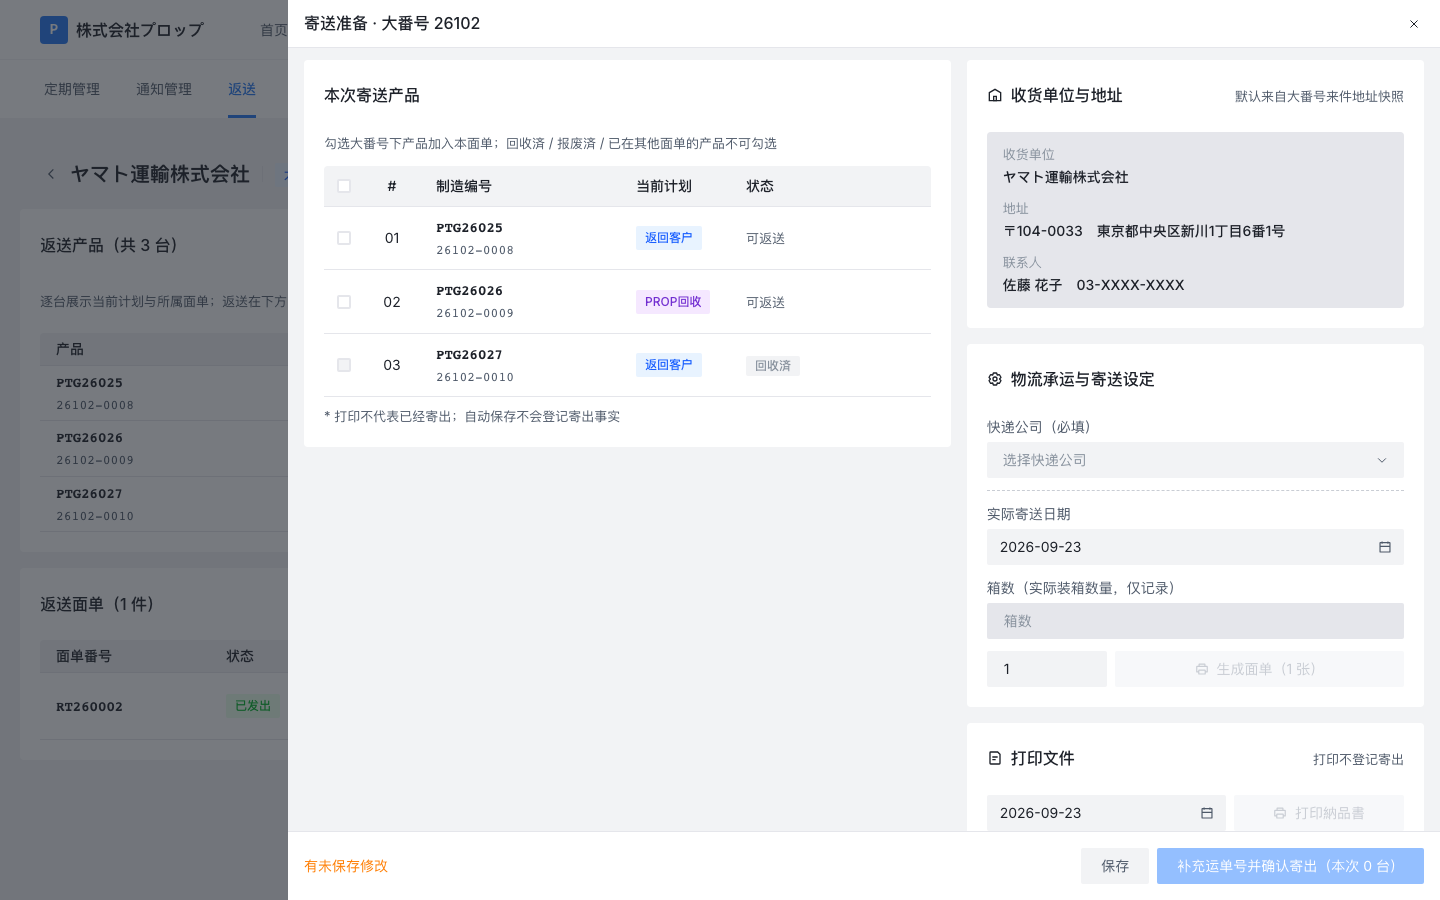 P 株式会社プロップ 首页
定期管理 通知管理 返送
ヤマト運輸株式会社
返送产品（共 3 台）
逐台展示当前计划与所属面单；返送在下方
产品
PTG26025
26102-0008
PTG26026
26102-0009
PTG26027
26102-0010
返送面单（1 件）
面单番号 状态
RT260002 已发出
寄送准备 · 大番号 26102
本次寄送产品
勾选大番号下产品加入本面单；回收済 / 报废済 / 已在其他面单的产品不可勾选
# 制造编号 当前计划 状态
01 PTG26025 返回客户 可返送
26102-0008
02 PTG26026 PROP回收 可返送
26102-0009
03 PTG26027 返回客户 回收済
26102-0010
* 打印不代表已经寄出；自动保存不会登记寄出事实
收货单位与地址 默认来自大番号来件地址快照
收货单位
ヤマト運輸株式会社
地址
〒104-0033　東京都中央区新川1丁目6番1号
联系人
佐藤 花子　03-XXXX-XXXX
物流承运与寄送设定
快递公司（必填）
选择快递公司
实际寄送日期
2026-09-23
箱数（实际装箱数量，仅记录）
箱数
1 生成面单（1 张）
打印文件 打印不登记寄出
2026-09-23 打印納品書
有未保存修改 保存 补充运单号并确认寄出（本次 0 台）